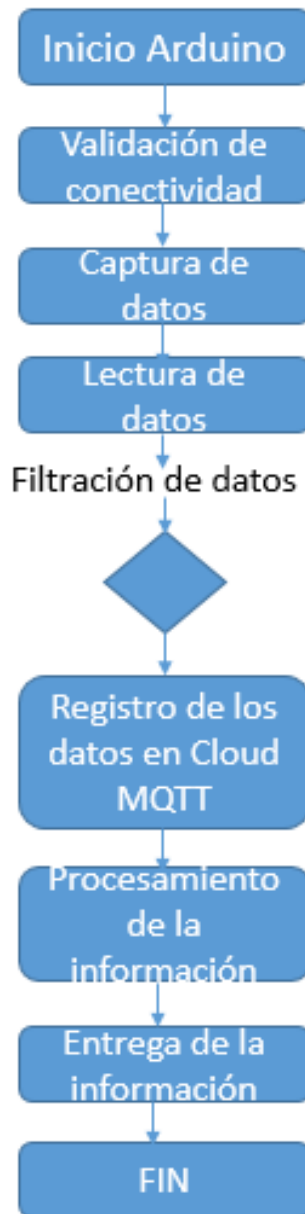 Inicio Arduino
Validación de
conectividad
Captura de
datos
Lectura de
datos
Filtración de datos
Registro de los
datos en Cloud
MQTT
Procesamiento
de la
información
Entrega de la
información
FIN